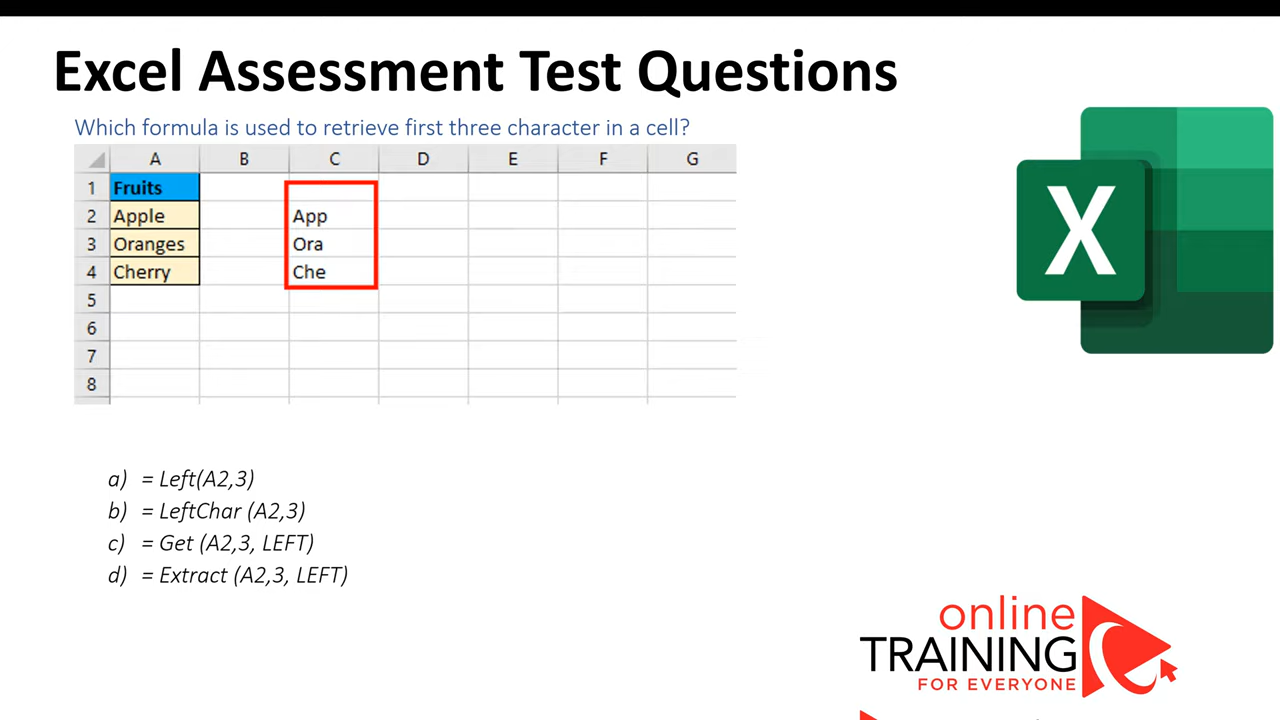 Excel Assessment Test Questions
Which formula is used to retrieve first three character in a cell?
A B C D E F G
1 Fruits
2 Apple App
3 Oranges Ora
4 Cherry Che
5
6
7
8
a) = Left(A2,3)
b) = LeftChar (A2,3)
c) = Get (A2,3, LEFT)
d) = Extract (A2,3, LEFT)
X
online
TRAINING
FOR EVERYONE